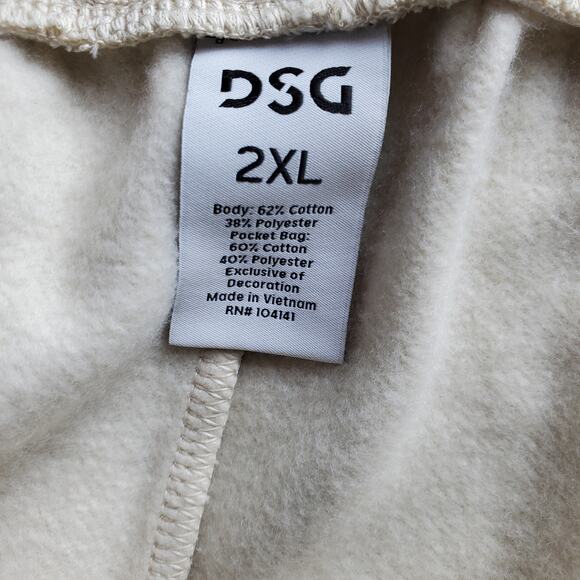 DSG
2XL
Body: 62% Cotton
38% Polyester
Pocket Bag:
60% Cotton
40% Polyester
Exclusive of
Decoration
Made in Vietnam
RN# 104141